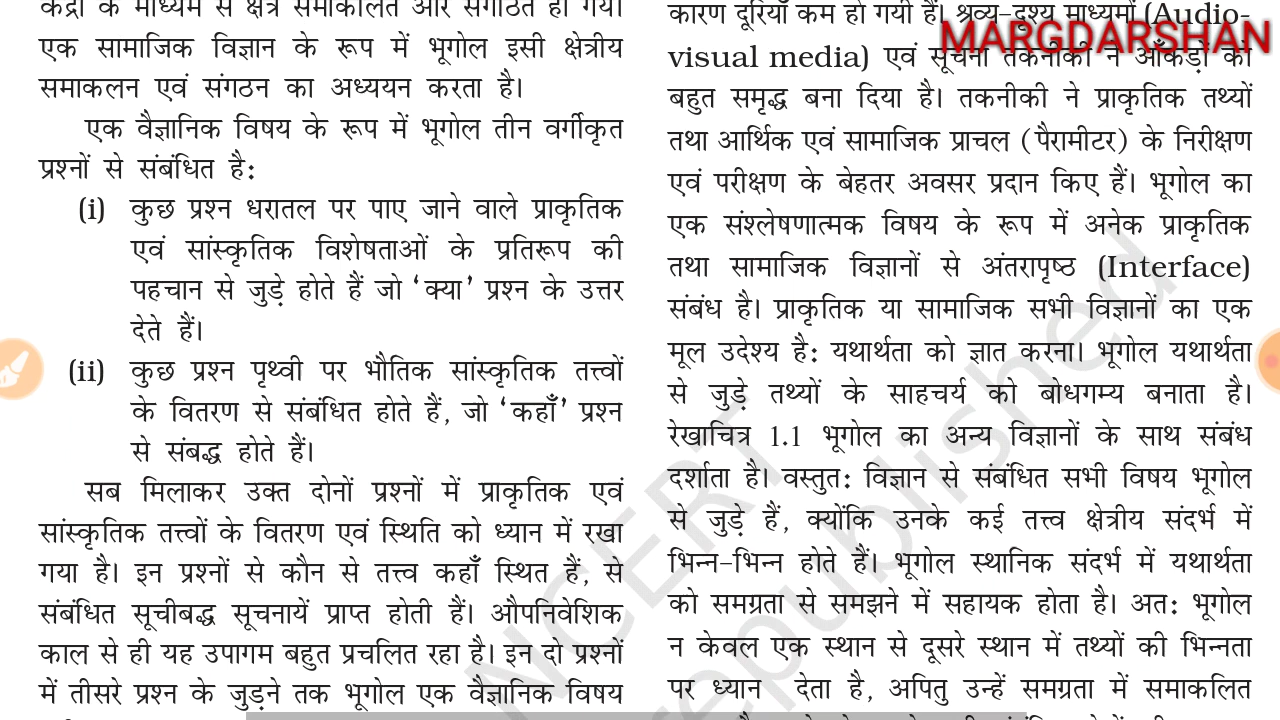 केंद्रों के माध्यम से क्षेत्र समाकलित और संगठित हो गया।
एक सामाजिक विज्ञान के रूप में भूगोल इसी क्षेत्रीय
समाकलन एवं संगठन का अध्ययन करता है।
एक वैज्ञानिक विषय के रूप में भूगोल तीन वर्गीकृत
प्रश्नों से संबंधित है:
(i) कुछ प्रश्न धरातल पर पाए जाने वाले प्राकृतिक
एवं सांस्कृतिक विशेषताओं के प्रतिरूप की
पहचान से जुड़े होते हैं जो ‘क्या’ प्रश्न के उत्तर
देते हैं।
(ii) कुछ प्रश्न पृथ्वी पर भौतिक सांस्कृतिक तत्त्वों
के वितरण से संबंधित होते हैं, जो ‘कहाँ’ प्रश्न
से संबद्ध होते हैं।
सब मिलाकर उक्त दोनों प्रश्नों में प्राकृतिक एवं
सांस्कृतिक तत्त्वों के वितरण एवं स्थिति को ध्यान में रखा
गया है। इन प्रश्नों से कौन से तत्त्व कहाँ स्थित हैं, से
संबंधित सूचीबद्ध सूचनायें प्राप्त होती हैं। औपनिवेशिक
काल से ही यह उपागम बहुत प्रचलित रहा है। इन दो प्रश्नों
में तीसरे प्रश्न के जुड़ने तक भूगोल एक वैज्ञानिक विषय
कारण दूरियाँ कम हो गयी हैं। श्रव्य-दृश्य माध्यमों (Audio-
MARGDARSHAN
visual media) एवं सूचना तकनीकी ने आँकड़ों को
बहुत समृद्ध बना दिया है। तकनीकी ने प्राकृतिक तथ्यों
तथा आर्थिक एवं सामाजिक प्राचल (पैरामीटर) के निरीक्षण
एवं परीक्षण के बेहतर अवसर प्रदान किए हैं। भूगोल का
एक संश्लेषणात्मक विषय के रूप में अनेक प्राकृतिक
तथा सामाजिक विज्ञानों से अंतरापृष्ठ (Interface)
संबंध है। प्राकृतिक या सामाजिक सभी विज्ञानों का एक
मूल उदेश्य है: यथार्थता को ज्ञात करना। भूगोल यथार्थता
से जुड़े तथ्यों के साहचर्य को बोधगम्य बनाता है।
रेखाचित्र 1.1 भूगोल का अन्य विज्ञानों के साथ संबंध
दर्शाता है। वस्तुत: विज्ञान से संबंधित सभी विषय भूगोल
से जुड़े हैं, क्योंकि उनके कई तत्त्व क्षेत्रीय संदर्भ में
भिन्न-भिन्न होते हैं। भूगोल स्थानिक संदर्भ में यथार्थता
को समग्रता से समझने में सहायक होता है। अत: भूगोल
न केवल एक स्थान से दूसरे स्थान में तथ्यों की भिन्नता
पर ध्यान देता है, अपितु उन्हें समग्रता में समाकलित
NCERT
republished